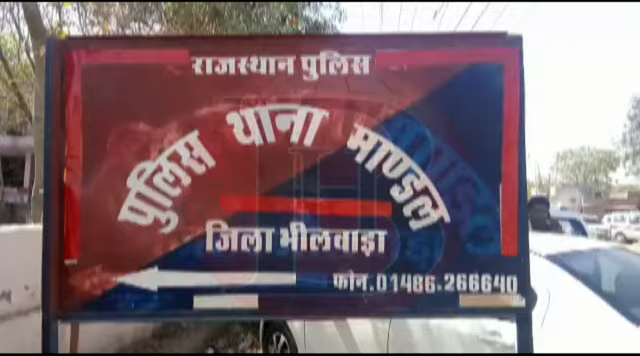 राजस्थान पुलिस
पुलिस थाना माण्डल
जिला भीलवाड़ा
फोन.01486-266640